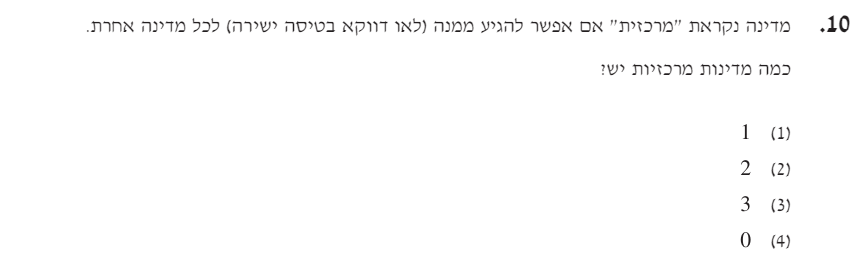 10. מדינה נקראת "מרכזית" אם אפשר להגיע ממנה (לאו דווקא בטיסה ישירה) לכל מדינה אחרת.
כמה מדינות מרכזיות יש?
(1) 1
(2) 2
(3) 3
(4) 0